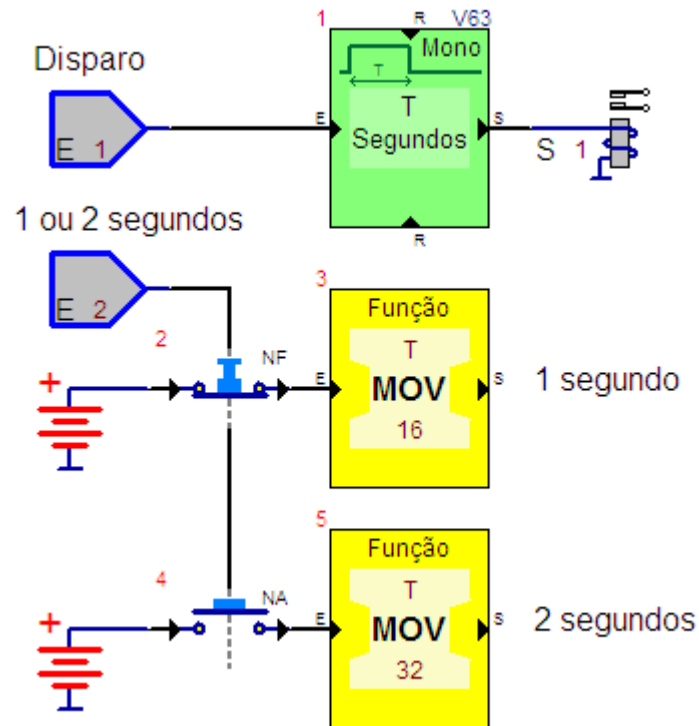 1 R V63
Disparo
Mono
T
E 1
E
T
Segundos
S
S 1
R
1 ou 2 segundos
E 2
3
Função
2
NF
T
E
MOV
S
1 segundo
+
16
5
Função
4
NA
T
E
MOV
S
2 segundos
+
32